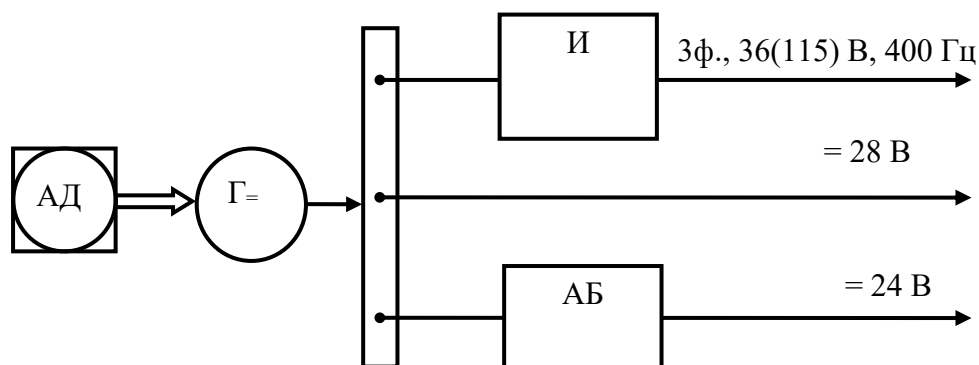 И
3ф., 36(115) В, 400 Гц
= 28 В
АД
Г=
АБ
= 24 В